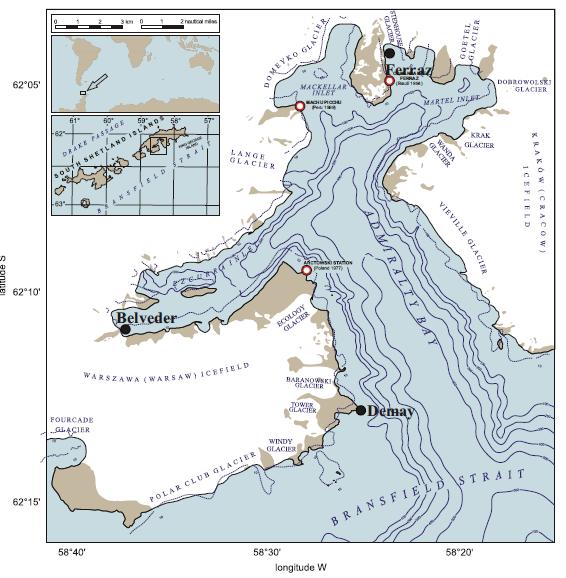 0 1 2 3 km
0 1 2 nautical miles
61° 60° 59° 58° 57°
62°
63°
DRAKE PASSAGE
SOUTH SHETLAND ISLANDS
BRANSFIELD STRAIT
DOMEYKO GLACIER
STENHOUSE
GLACIER
GOETEL
GLACIER
Ferraz
FERRAZ
MACKELLAR
INLET
MACHU PICCHU
(Peru 1989)
MARTEL INLET
DOBROWOLSKI
GLACIER
KRAK
GLACIER
WANDA
GLACIER
KRAKÓW (CRACOW)
ICEFIELD
LANGE
GLACIER
VIEVILLE GLACIER
ADMIRALTY BAY
EZCURRA INLET
ARCTOWSKI STATION
(Poland 1977)
Belveder
ECOLOGY
GLACIER
WARSZAWA (WARSAW) ICEFIELD
BARANOWSKI
GLACIER
TOWER
GLACIER
Demay
FOURCADE
GLACIER
WINDY
GLACIER
POLAR CLUB GLACIER
BRANSFIELD STRAIT
62°05'
62°10'
62°15'
latitude S
58°40' 58°30' 58°20'
longitude W